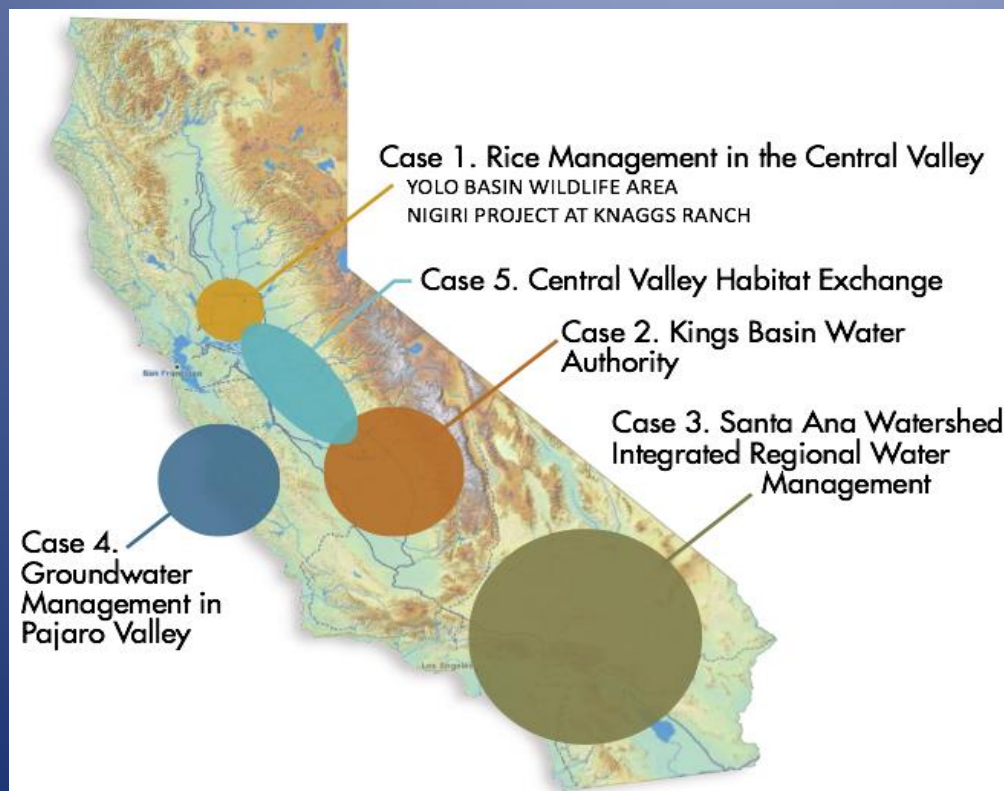 Case 1. Rice Management in the Central Valley
YOLO BASIN WILDLIFE AREA
NIGIRI PROJECT AT KNAGGS RANCH
Case 5. Central Valley Habitat Exchange
Case 2. Kings Basin Water
Authority
San Francisco
Case 3. Santa Ana Watershed
Integrated Regional Water
Management
Case 4.
Groundwater
Management in
Pajaro Valley
Los Angeles